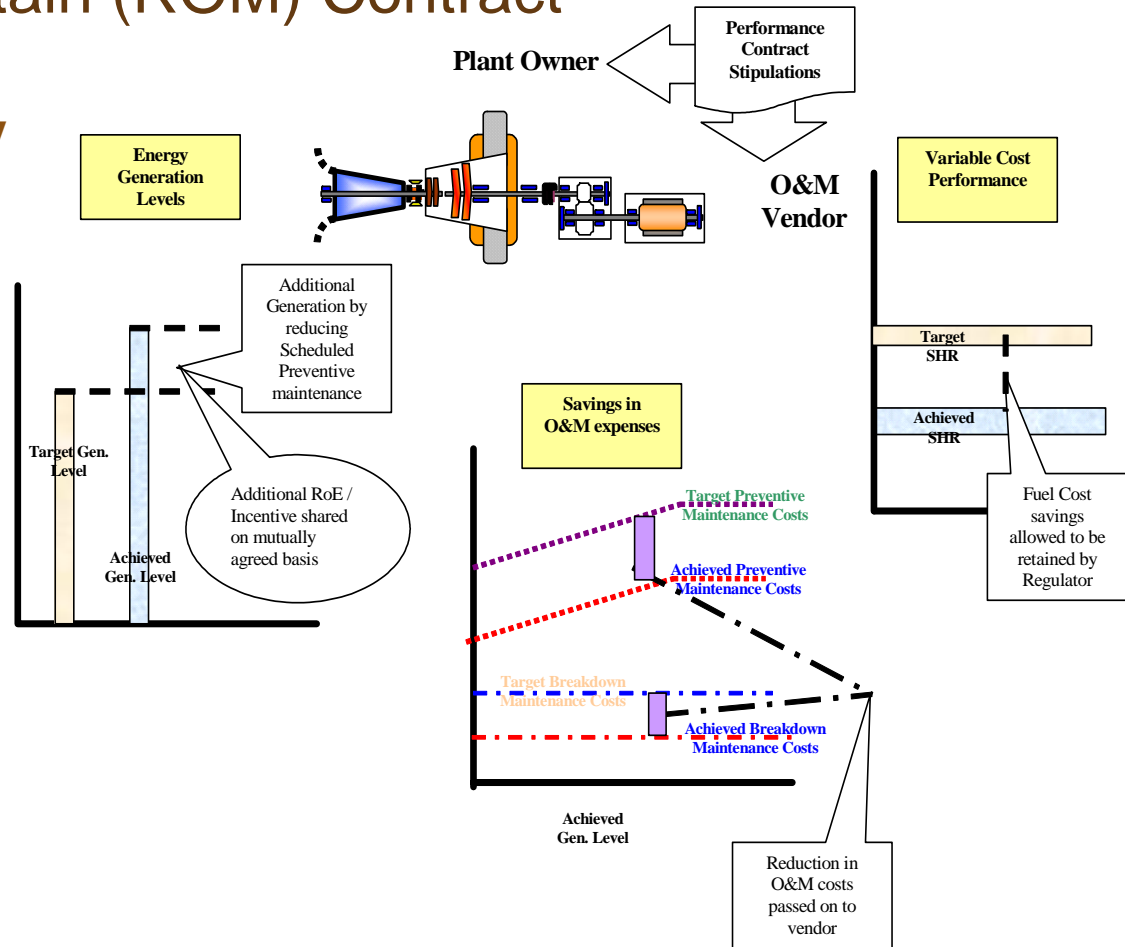 tain (ROM) Contract
Performance
Contract
Stipulations
Plant Owner
Energy
Generation
Levels
O&M
Vendor
Variable Cost
Performance
Additional
Generation by
reducing
Scheduled
Preventive
maintenance
Target Gen.
Level
Additional RoE /
Incentive shared
on mutually
agreed basis
Achieved
Gen. Level
Savings in
O&M expenses
Target
SHR
Achieved
SHR
Fuel Cost
savings
allowed to be
retained by
Regulator
Target Preventive
Maintenance Costs
Achieved Preventive
Maintenance Costs
Target Breakdown
Maintenance Costs
Achieved Breakdown
Maintenance Costs
Achieved
Gen. Level
Reduction in
O&M costs
passed on to
vendor